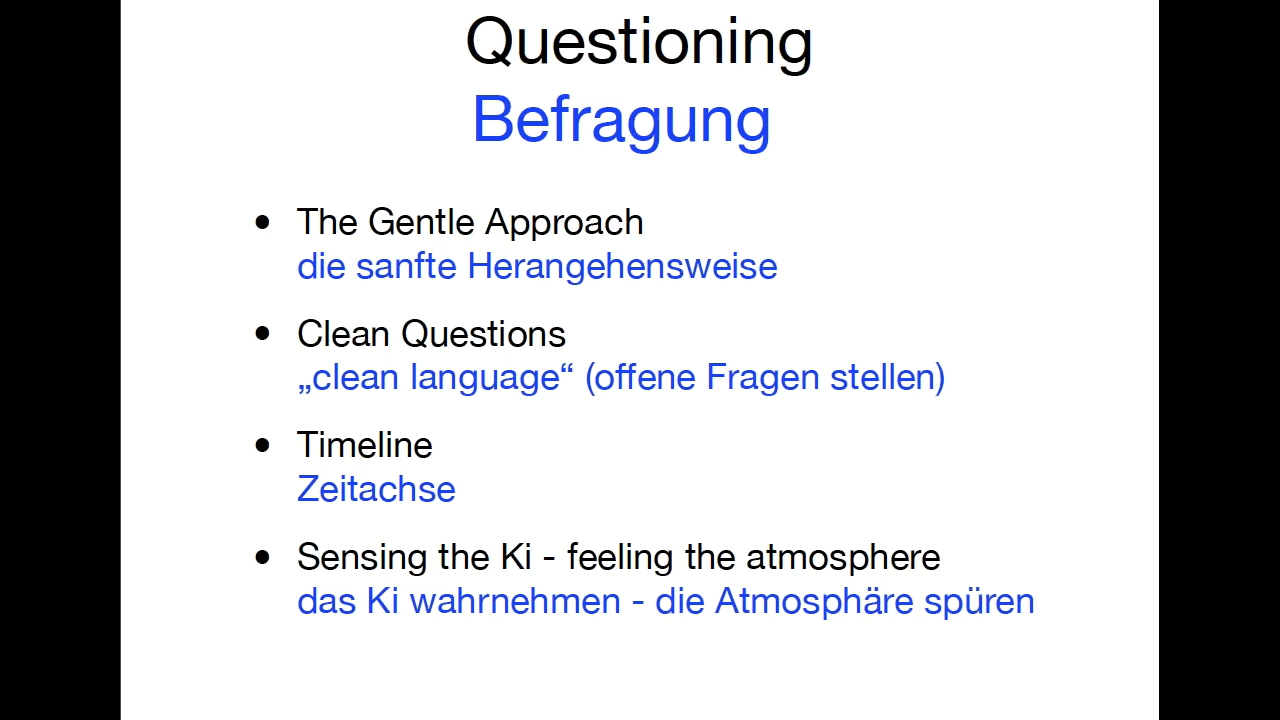 Questioning
Befragung
• The Gentle Approach
die sanfte Herangehensweise
• Clean Questions
„clean language“ (offene Fragen stellen)
• Timeline
Zeitachse
• Sensing the Ki - feeling the atmosphere
das Ki wahrnehmen - die Atmosphäre spüren